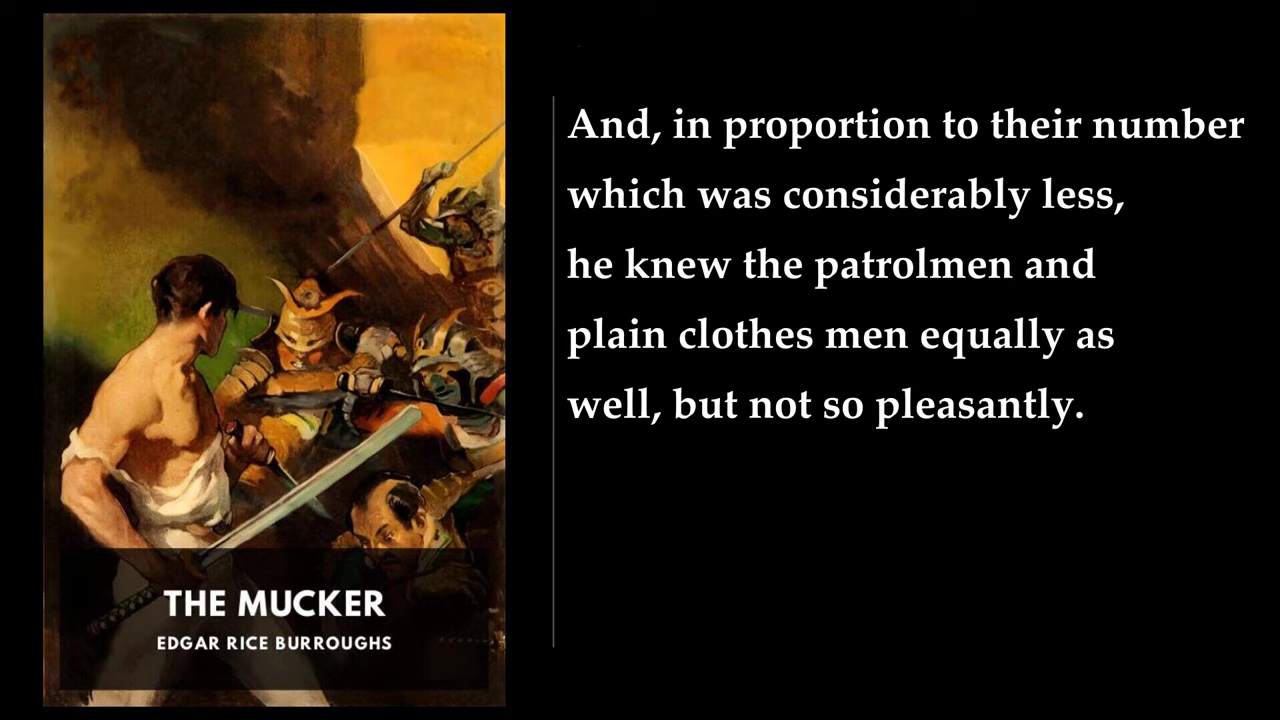 THE MUCKER
EDGAR RICE BURROUGHS
And, in proportion to their number
which was considerably less,
he knew the patrolmen and
plain clothes men equally as
well, but not so pleasantly.